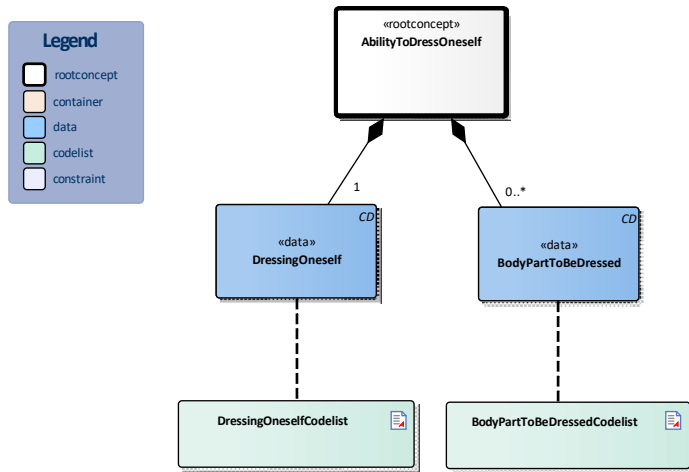 Legend
rootconcept
container
data
codelist
constraint
«rootconcept»
AbilityToDressOneself
1
0..*
CD
«data»
DressingOneself
CD
«data»
BodyPartToBeDressed
DressingOneselfCodelist
BodyPartToBeDressedCodelist